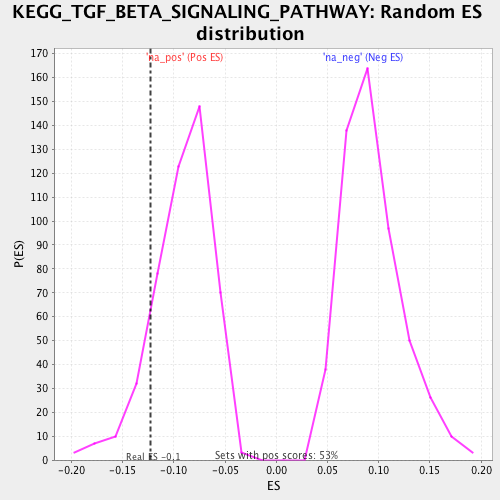 KEGG_TGF_BETA_SIGNALING_PATHWAY: Random ES
distribution
'na_pos' (Pos ES)
'na_neg' (Neg ES)
170
160
150
140
130
120
110
100
90
80
70
60
50
40
30
20
10
0
P(ES)
Real ES -0.1
Sets with pos scores: 53%
-0.20 -0.15 -0.10 -0.05 0.00 0.05 0.10 0.15 0.20
ES